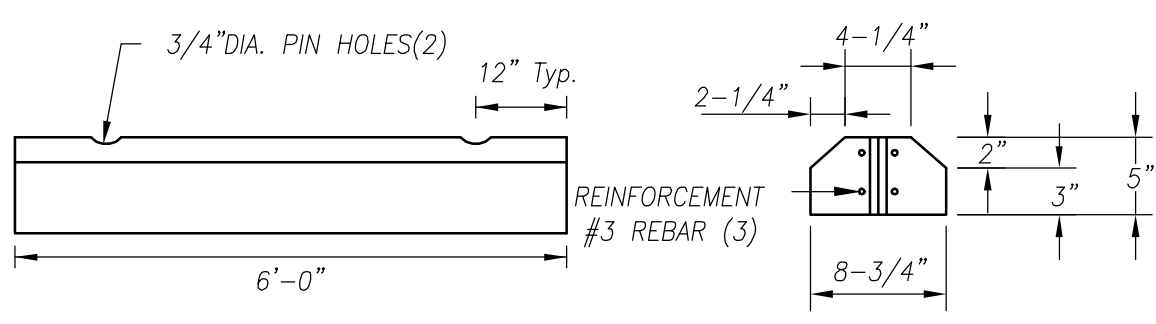 3/4"DIA. PIN HOLES(2)
12" Typ.
6'-0"
REINFORCEMENT
#3 REBAR (3)
4-1/4"
2-1/4"
2"
3"
5"
8-3/4"